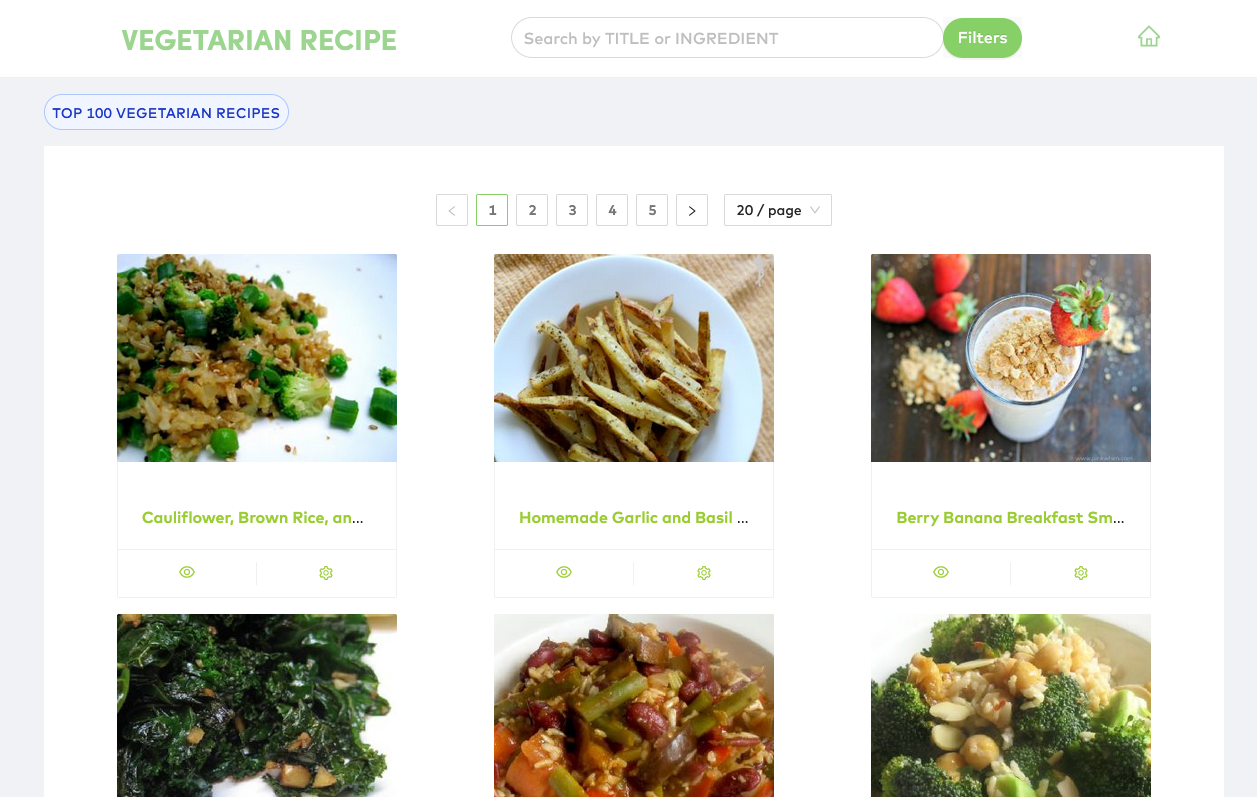 VEGETARIAN RECIPE
Search by TITLE or INGREDIENT
Filters
TOP 100 VEGETARIAN RECIPES
1 2 3 4 5 20 / page
Cauliflower, Brown Rice, an...
Homemade Garlic and Basil ...
Berry Banana Breakfast Sm...